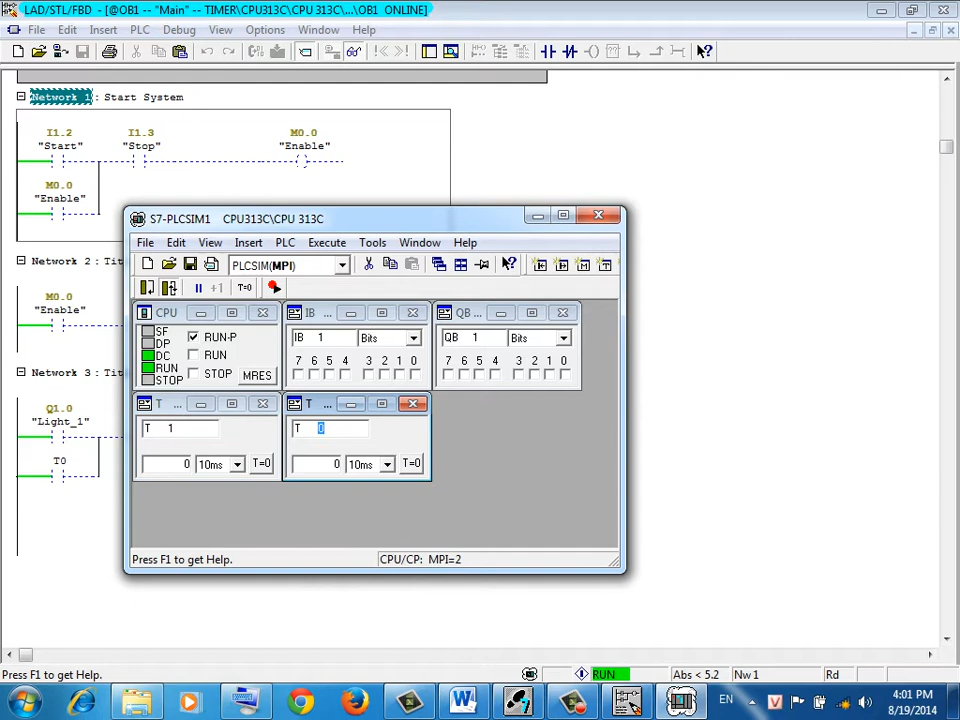 LAD/STL/FBD - [@OB1 -- "Main" -- TIMER\CPU313C\CPU 313C\...\OB1 ONLINE]
File Edit Insert PLC Debug View Options Window Help
Network 1 : Start System
I1.2 I1.3 M0.0
"Start" "Stop" "Enable"
M0.0
"Enable"
Network 2 : Tit
M0.0
"Enable"
Network 3 : Tit
Q1.0
"Light_1"
T0
S7-PLCSIM1 CPU313C\CPU 313C
File Edit View Insert PLC Execute Tools Window Help
PLCSIM(MPI)
+1 T=0
CPU
SF
DP
DC
RUN
STOP
RUN-P
RUN
STOP MRES
IB ...
IB 1 Bits
7 6 5 4 3 2 1 0
QB ...
QB 1 Bits
7 6 5 4 3 2 1 0
T ...
T 1
0 10ms T=0
T ...
T 0
0 10ms T=0
Press F1 to get Help. CPU/CP: MPI=2
Press F1 to get Help. RUN Abs < 5.2 Nw 1 Rd
EN 4:01 PM
8/19/2014